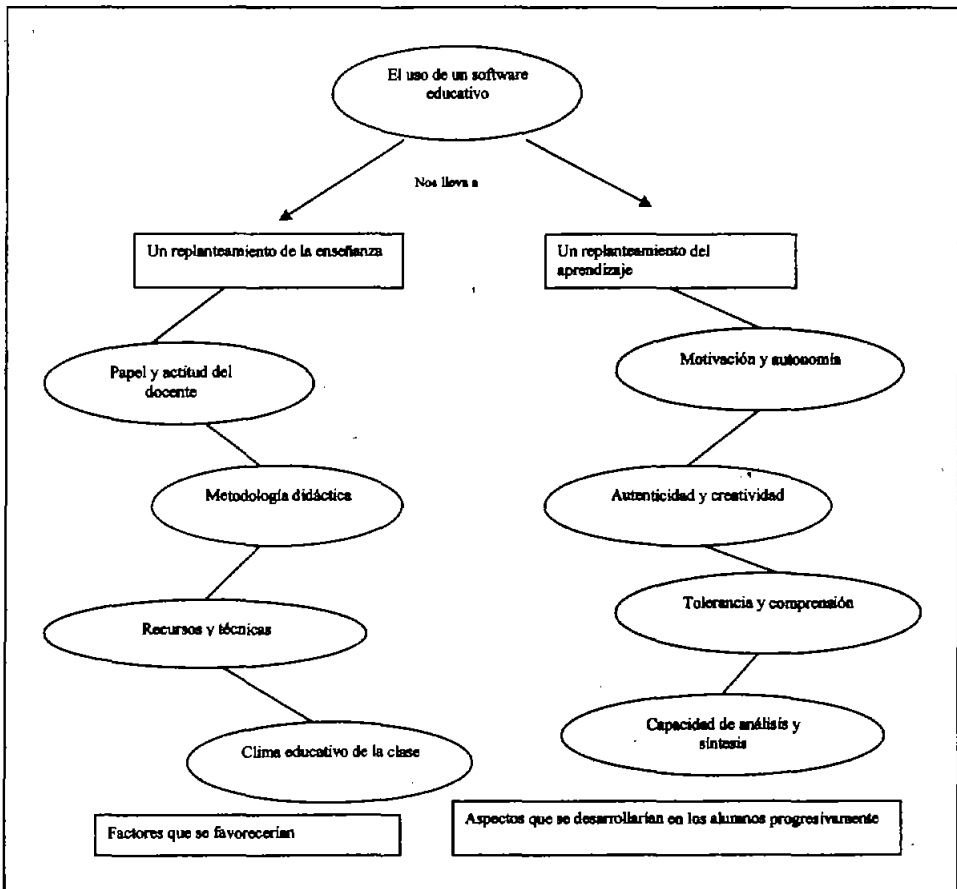 El uso de un software
educativo
Nos lleva a
Un replanteamiento de la enseñanza
Un replanteamiento del
aprendizaje
Papel y actitud del
docente
Motivación y autonomía
Metodología didáctica
Autenticidad y creatividad
Recursos y técnicas
Tolerancia y comprensión
Clima educativo de la clase
Capacidad de análisis y
síntesis
Factores que se favorecerían
Aspectos que se desarrollarían en los alumnos progresivamente